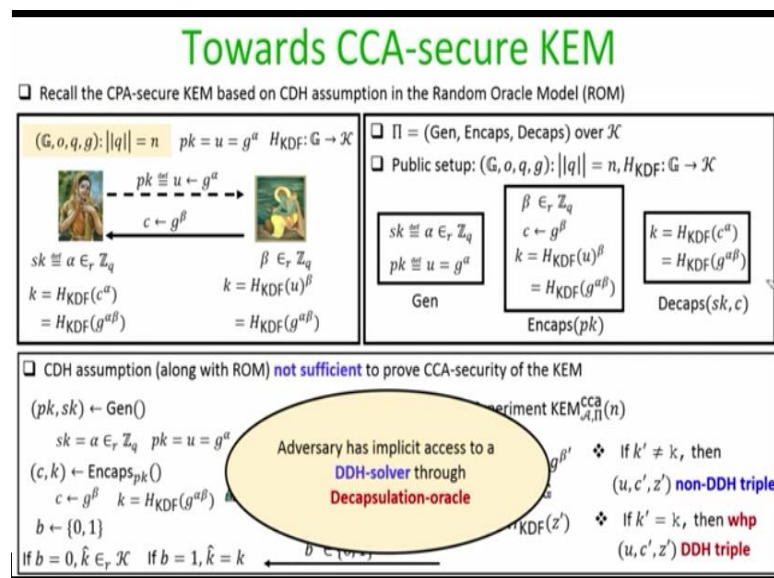 Towards CCA-secure KEM
❑ Recall the CPA-secure KEM based on CDH assumption in the Random Oracle Model (ROM)
(𝔾, o, q, g): ||q|| = n   pk = u = g^α   H_KDF: 𝔾 → 𝒦
pk ≝ u ← g^α
c ← g^β
sk ≝ α ∈_r ℤ_q   β ∈_r ℤ_q
k = H_KDF(c^α)   k = H_KDF(u)^β
= H_KDF(g^αβ)   = H_KDF(g^αβ)
❑ Π = (Gen, Encaps, Decaps) over 𝒦
❑ Public setup: (𝔾, o, q, g): ||q|| = n, H_KDF: 𝔾 → 𝒦
sk ≝ α ∈_r ℤ_q
pk ≝ u = g^α
Gen
β ∈_r ℤ_q
c ← g^β
k = H_KDF(u)^β
= H_KDF(g^αβ)
Encaps(pk)
k = H_KDF(c^α)
= H_KDF(g^αβ)
Decaps(sk, c)
❑ CDH assumption (along with ROM) not sufficient to prove CCA-security of the KEM
(pk, sk) ← Gen()
sk = α ∈_r ℤ_q   pk = u = g^α
(c, k) ← Encaps_pk()
c ← g^β   k = H_KDF(g^αβ)
b ← {0, 1}
If b = 0, k̂ ∈_r 𝒦   If b = 1, k̂ = k
Adversary has implicit access to a
DDH-solver through
Decapsulation-oracle
KEM^cca_𝒜,Π(n)
g^β′
KDF(z′)
❖ If k′ ≠ k, then
(u, c′, z′) non-DDH triple
❖ If k′ = k, then whp
(u, c′, z′) DDH triple